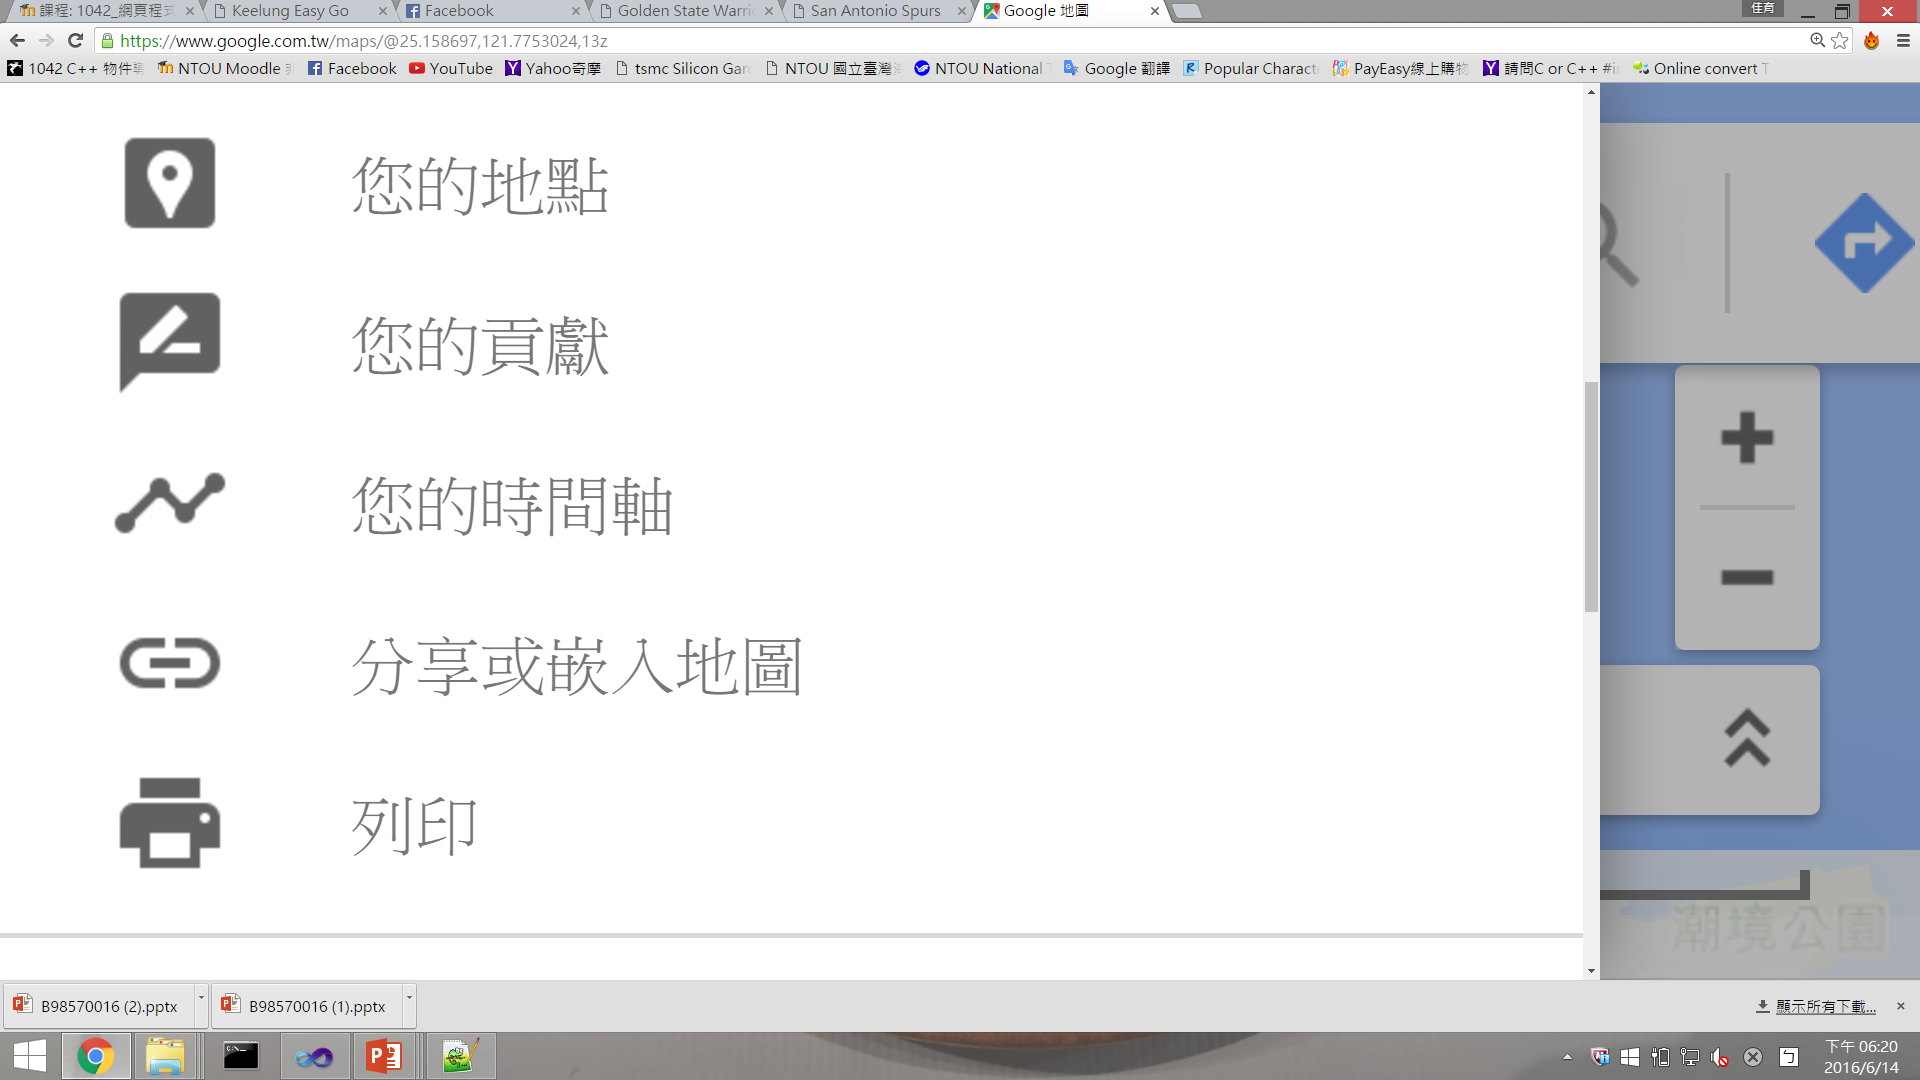 課程: 1042_網頁程式
Keelung Easy Go
Facebook
Golden State Warri
San Antonio Spurs
Google 地圖
佳育
https://www.google.com.tw/maps/@25.158697,121.7753024,13z
1042 C++ 物件導
NTOU Moodle
Facebook
YouTube
Yahoo奇摩
tsmc Silicon Gar
NTOU 國立臺灣
NTOU National
Google 翻譯
Popular Charact
PayEasy線上購物
請問C or C++ #i
Online convert T
您的地點
您的貢獻
您的時間軸
分享或嵌入地圖
列印
潮境公園
B98570016 (2).pptx
B98570016 (1).pptx
顯示所有下載...
ㄅ
下午 06:20
2016/6/14